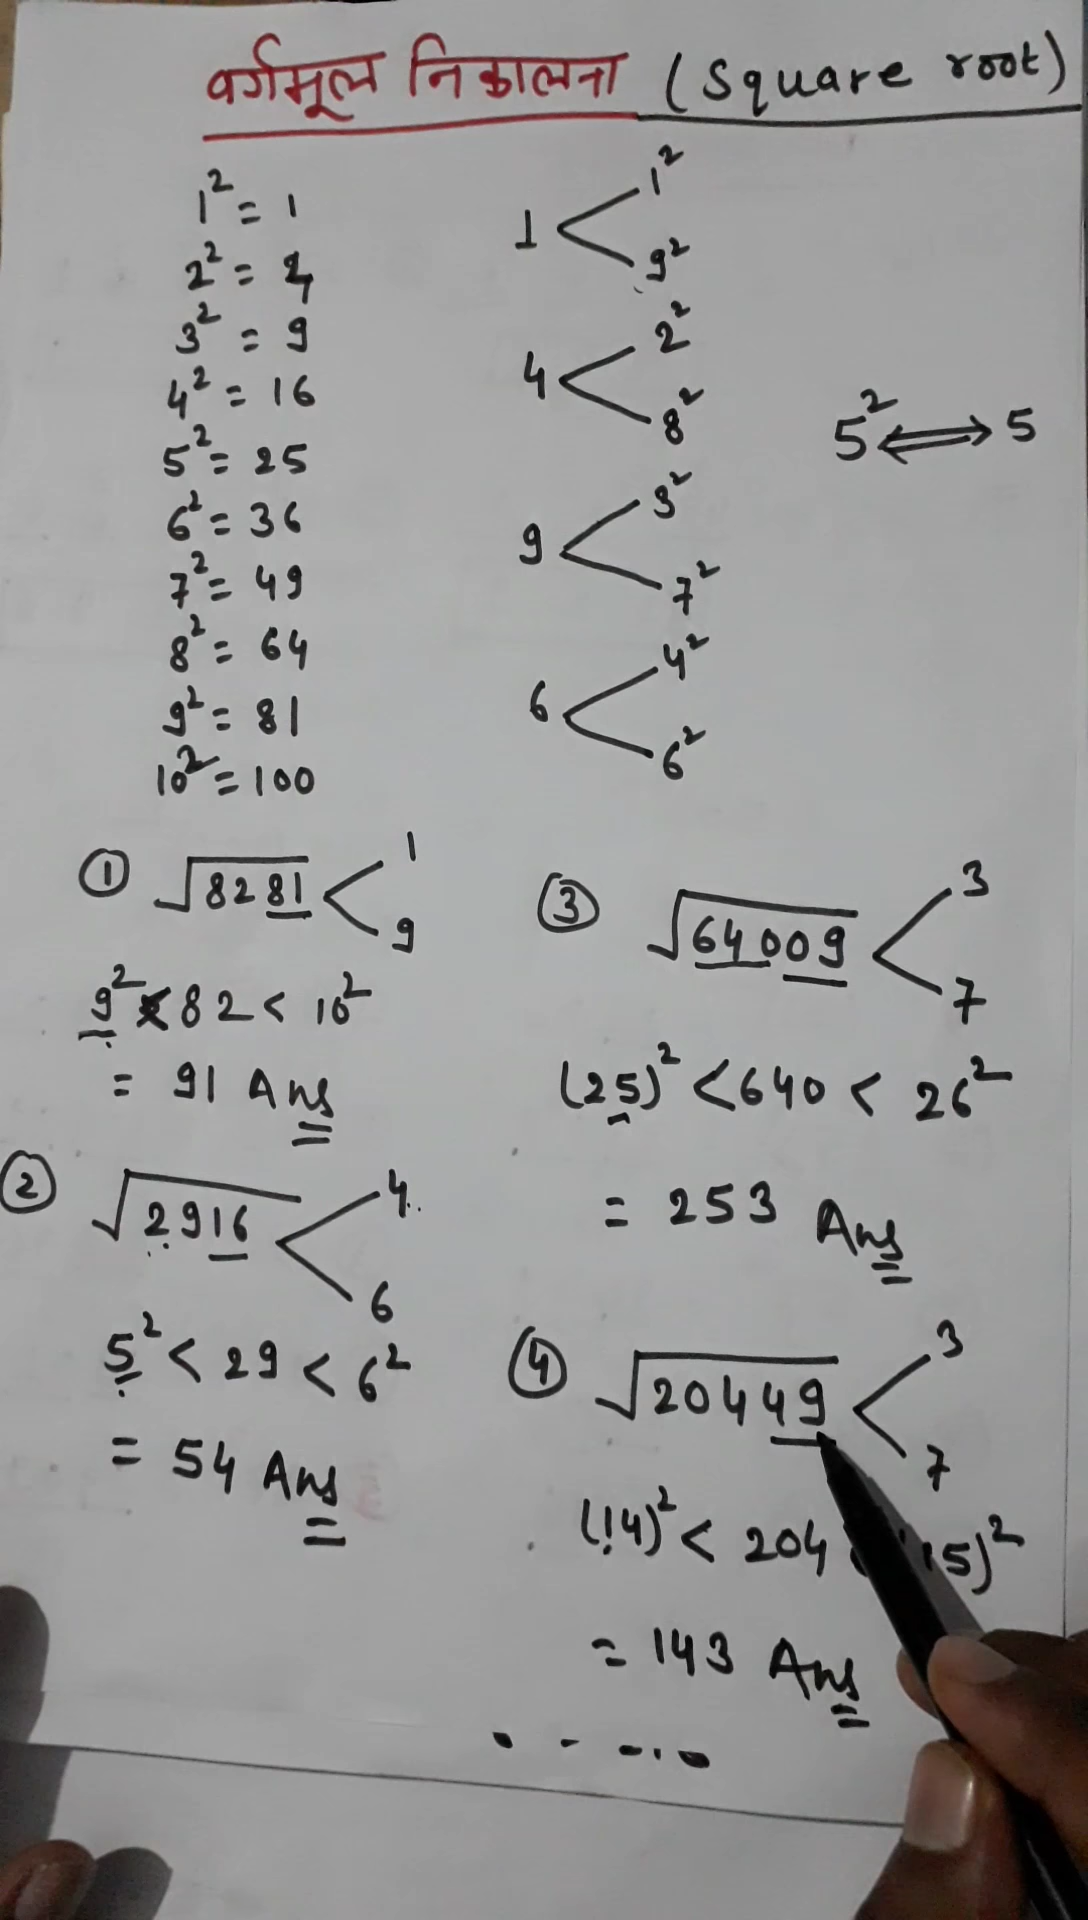 वर्गमूल निकालना (Square root)
1² = 1
2² = 4
3² = 9
4² = 16
5² = 25
6² = 36
7² = 49
8² = 64
9² = 81
10² = 100
1 < 1² 9²
4 < 2² 8²
9 < 3² 7²
6 < 4² 6²
5² ⟺ 5
① √8281 < 1 9
9² < 82 < 10²
= 91 Ans
② √2916 < 4 6
5² < 29 < 6²
= 54 Ans
③ √64009 < 3 7
(25)² < 640 < 26²
= 253 Ans
④ √20449 < 3 7
(14)² < 204 15)²
= 143 Ans